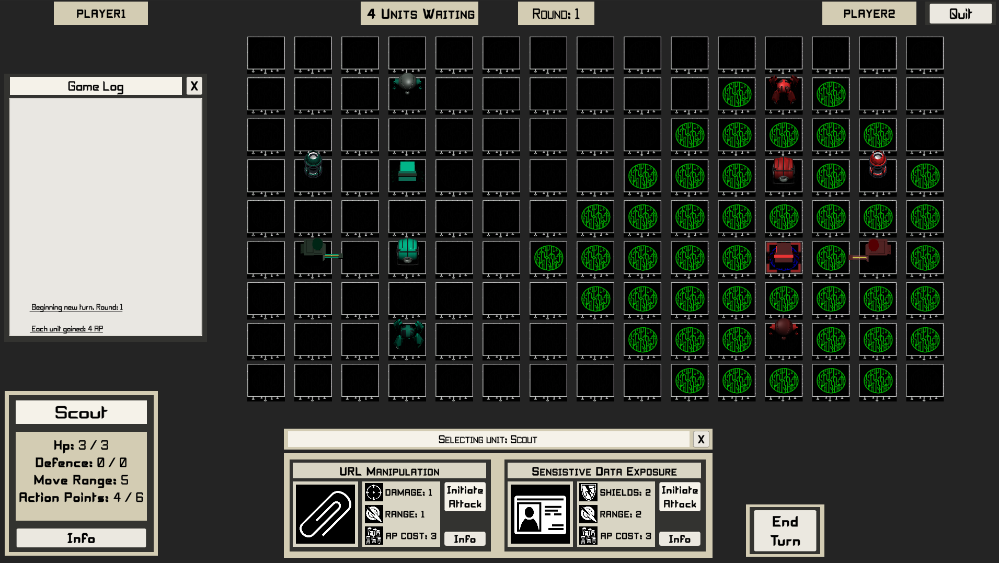 PLAYER1
4 UNITS WAITING
ROUND: 1
PLAYER2
Quit
Game Log
X
Beginning new turn. Round: 1
Each unit gained: 4 AP
Scout
Hp: 3 / 3
Defence: 0 / 0
Move Range: 5
Action Points: 4 / 6
Info
SELECTING UNIT: SCOUT
X
URL MANIPULATION
DAMAGE: 1
RANGE: 1
AP COST: 3
Initiate
Attack
Info
SENSISTIVE DATA EXPOSURE
SHIELDS: 2
RANGE: 2
AP COST: 3
Initiate
Attack
Info
End
Turn